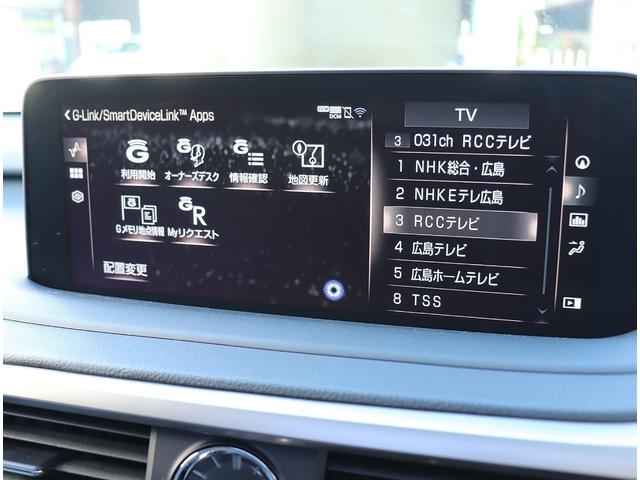 G-Link/SmartDeviceLink™ Apps
DCM
利用開始
オーナーズデスク
情報確認
地図更新
Gメモリ地点情報
Myリクエスト
配置変更
TV
3 031ch RCCテレビ
1 NHK総合・広島
2 NHKEテレ広島
3 RCCテレビ
4 広島テレビ
5 広島ホームテレビ
8 TSS